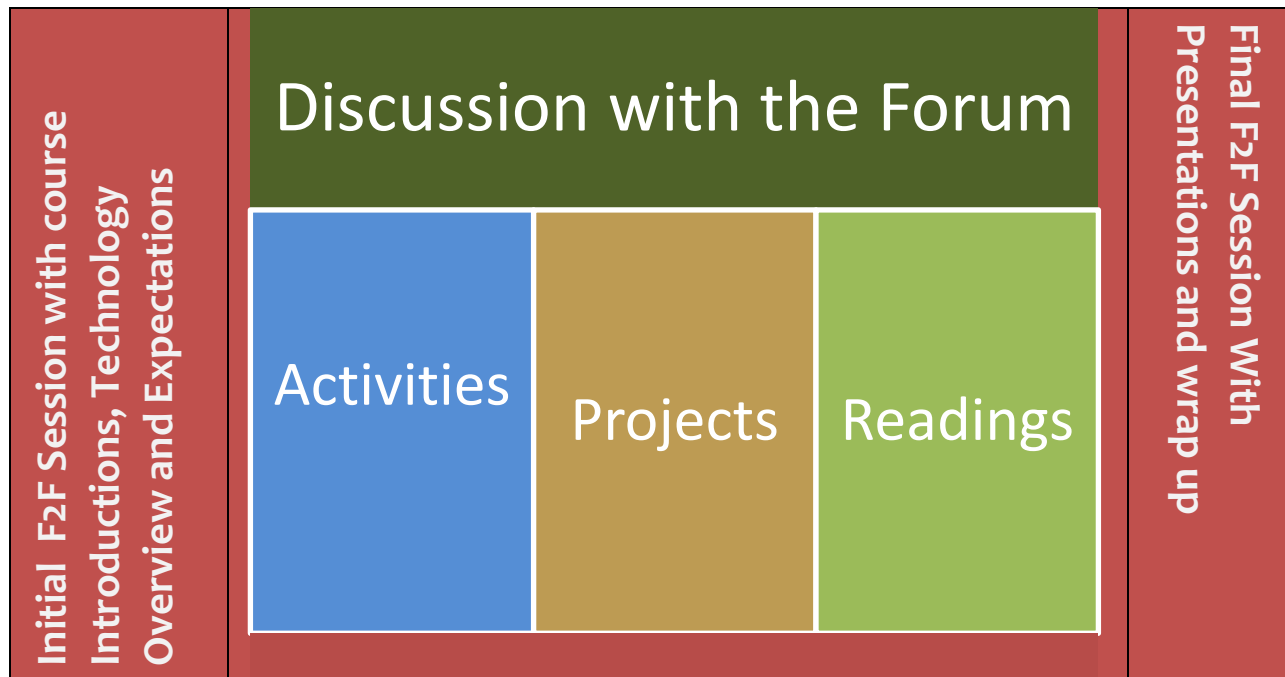 Initial F2F Session with course
Introductions, Technology
Overview and Expectations
Discussion with the Forum
Activities
Projects
Readings
Final F2F Session With
Presentations and wrap up